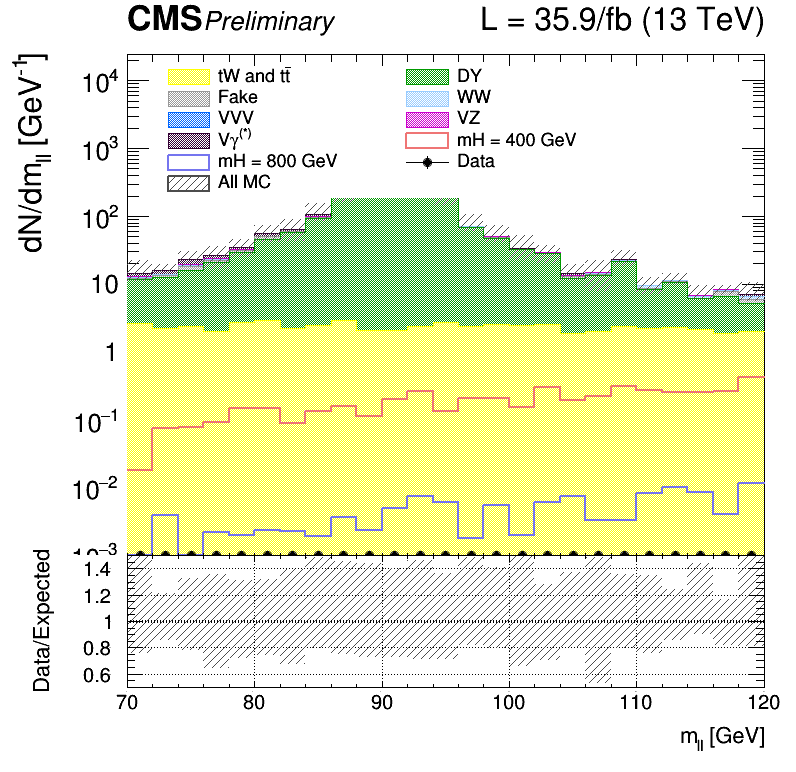 CMS Preliminary L = 35.9/fb (13 TeV)
dN/dm_ll [GeV⁻¹]
10⁴
10³
10²
10
1
10⁻¹
10⁻²
10⁻³
tW and tt̄ DY
Fake WW
VVV VZ
Vγ⁽*⁾ mH = 400 GeV
mH = 800 GeV Data
All MC
Data/Expected
1.4
1.2
1
0.8
0.6
70 80 90 100 110 120
m_ll [GeV]